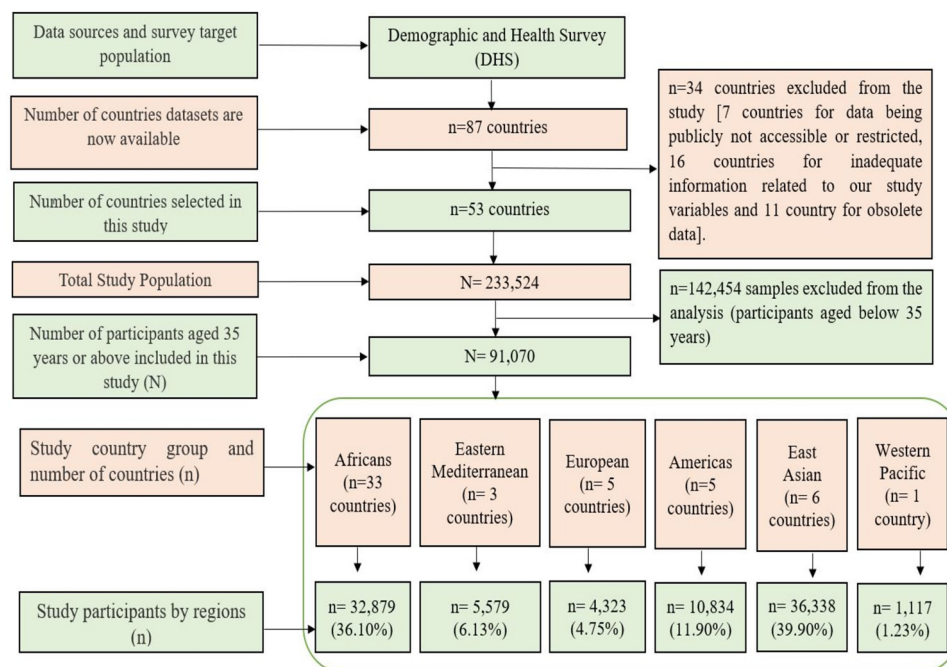 Data sources and survey target
population
Demographic and Health Survey
(DHS)
Number of countries datasets are
now available
n=87 countries
n=34 countries excluded from the
study [7 countries for data being
publicly not accessible or restricted,
16 countries for inadequate
information related to our study
variables and 11 country for obsolete
data].
Number of countries selected in
this study
n=53 countries
Total Study Population
N= 233,524
n=142,454 samples excluded from the
analysis (participants aged below 35
years)
Number of participants aged 35
years or above included in this
study (N)
N= 91,070
Study country group and
number of countries (n)
Africans
(n=33
countries)
Eastern
Mediterranean
(n= 3
countries)
European
(n= 5
countries)
Americas
(n=5
countries)
East
Asian
(n= 6
countries)
Western
Pacific
(n= 1
country)
Study participants by regions
(n)
n= 32,879
(36.10%)
n= 5,579
(6.13%)
n= 4,323
(4.75%)
n= 10,834
(11.90%)
n= 36,338
(39.90%)
n= 1,117
(1.23%)